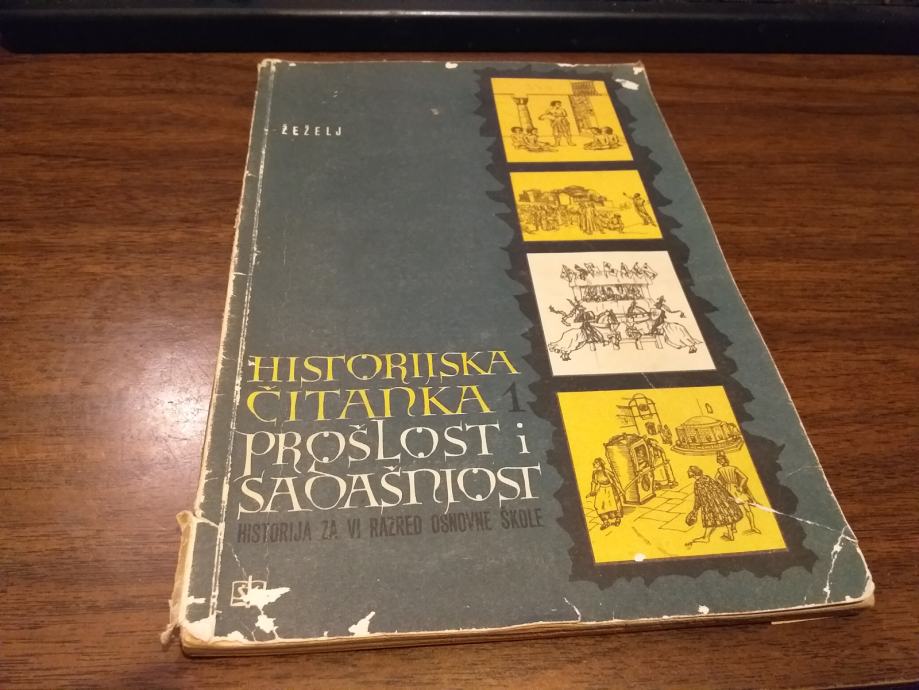 ŽEŽELJ
HISTORIJSKA
ČITANKA 1
PROŠLOST i
SADAŠNJOST
HISTORIJA ZA VI RAZRED OSNOVNE ŠKOLE